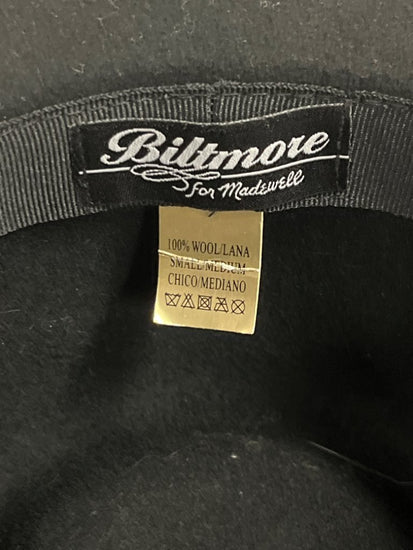 Biltmore
for Madewell
100% WOOL/LANA
SMALL/MEDIUM
CHICO/MEDIANO